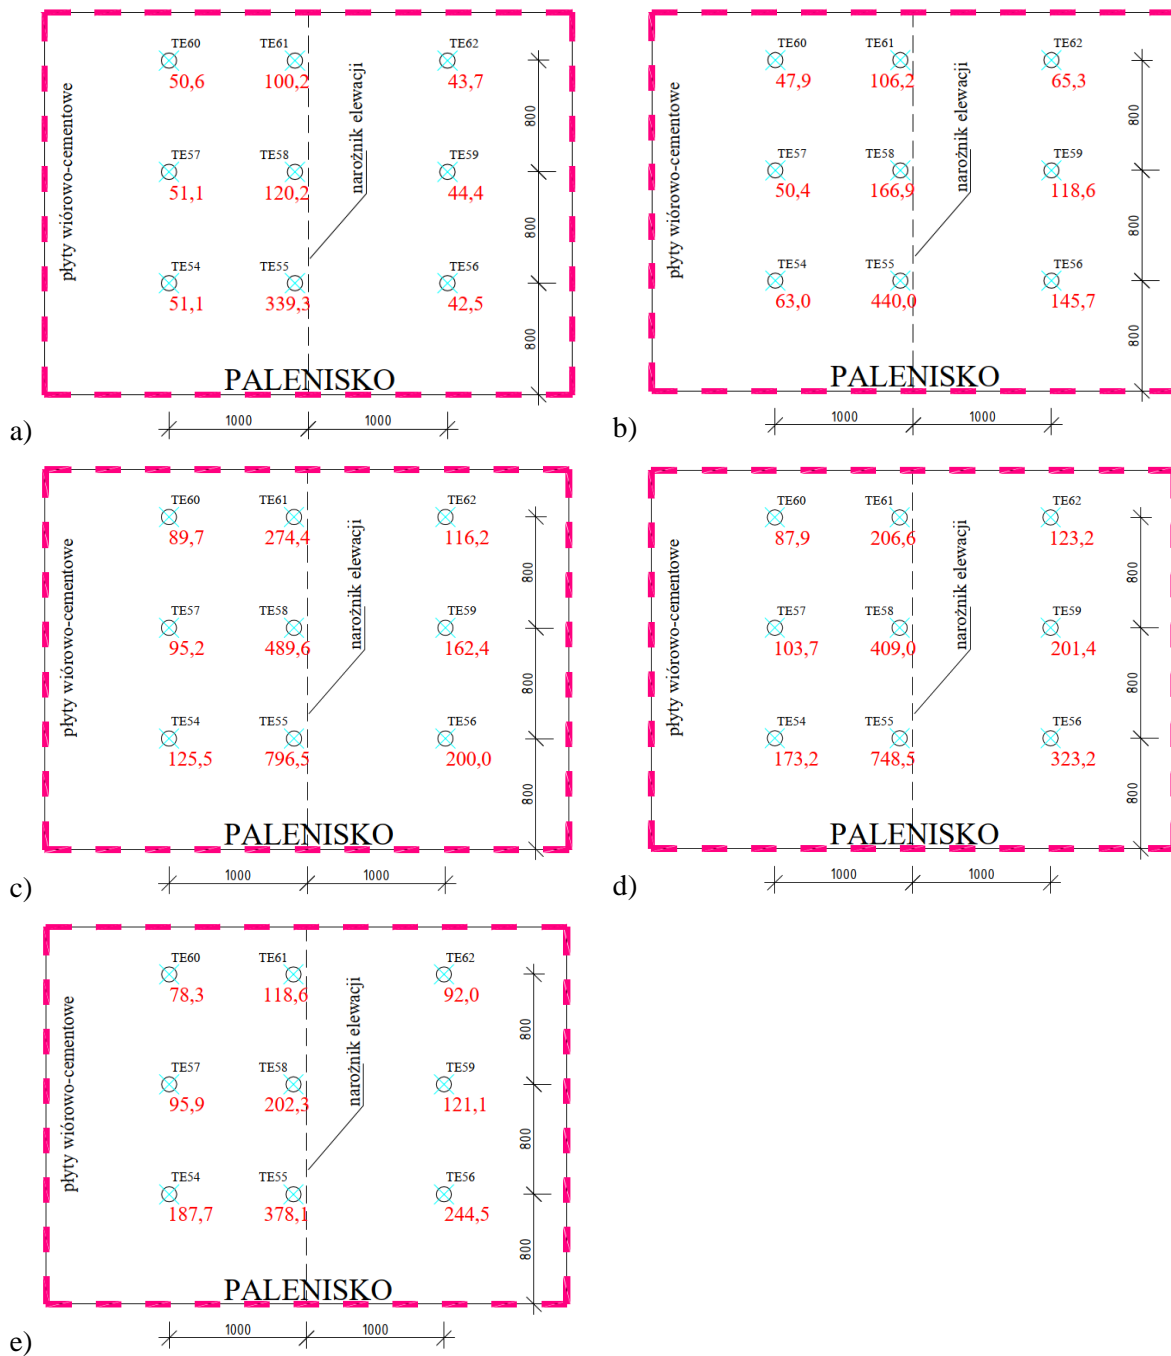 TE60 TE61 TE62
50,6 100,2 43,7
płyty wiórowo-cementowe
narożnik elewacji
800
TE57 TE58 TE59
51,1 120,2 44,4
800
TE54 TE55 TE56
51,1 339,3 42,5
800
PALENISKO
1000 1000
a)
TE60 TE61 TE62
47,9 106,2 65,3
płyty wiórowo-cementowe
narożnik elewacji
800
TE57 TE58 TE59
50,4 166,9 118,6
800
TE54 TE55 TE56
63,0 440,0 145,7
800
PALENISKO
1000 1000
b)
TE60 TE61 TE62
89,7 274,4 116,2
płyty wiórowo-cementowe
narożnik elewacji
800
TE57 TE58 TE59
95,2 489,6 162,4
800
TE54 TE55 TE56
125,5 796,5 200,0
800
PALENISKO
1000 1000
c)
TE60 TE61 TE62
87,9 206,6 123,2
płyty wiórowo-cementowe
narożnik elewacji
800
TE57 TE58 TE59
103,7 409,0 201,4
800
TE54 TE55 TE56
173,2 748,5 323,2
800
PALENISKO
1000 1000
d)
TE60 TE61 TE62
78,3 118,6 92,0
płyty wiórowo-cementowe
narożnik elewacji
800
TE57 TE58 TE59
95,9 202,3 121,1
800
TE54 TE55 TE56
187,7 378,1 244,5
800
PALENISKO
1000 1000
e)